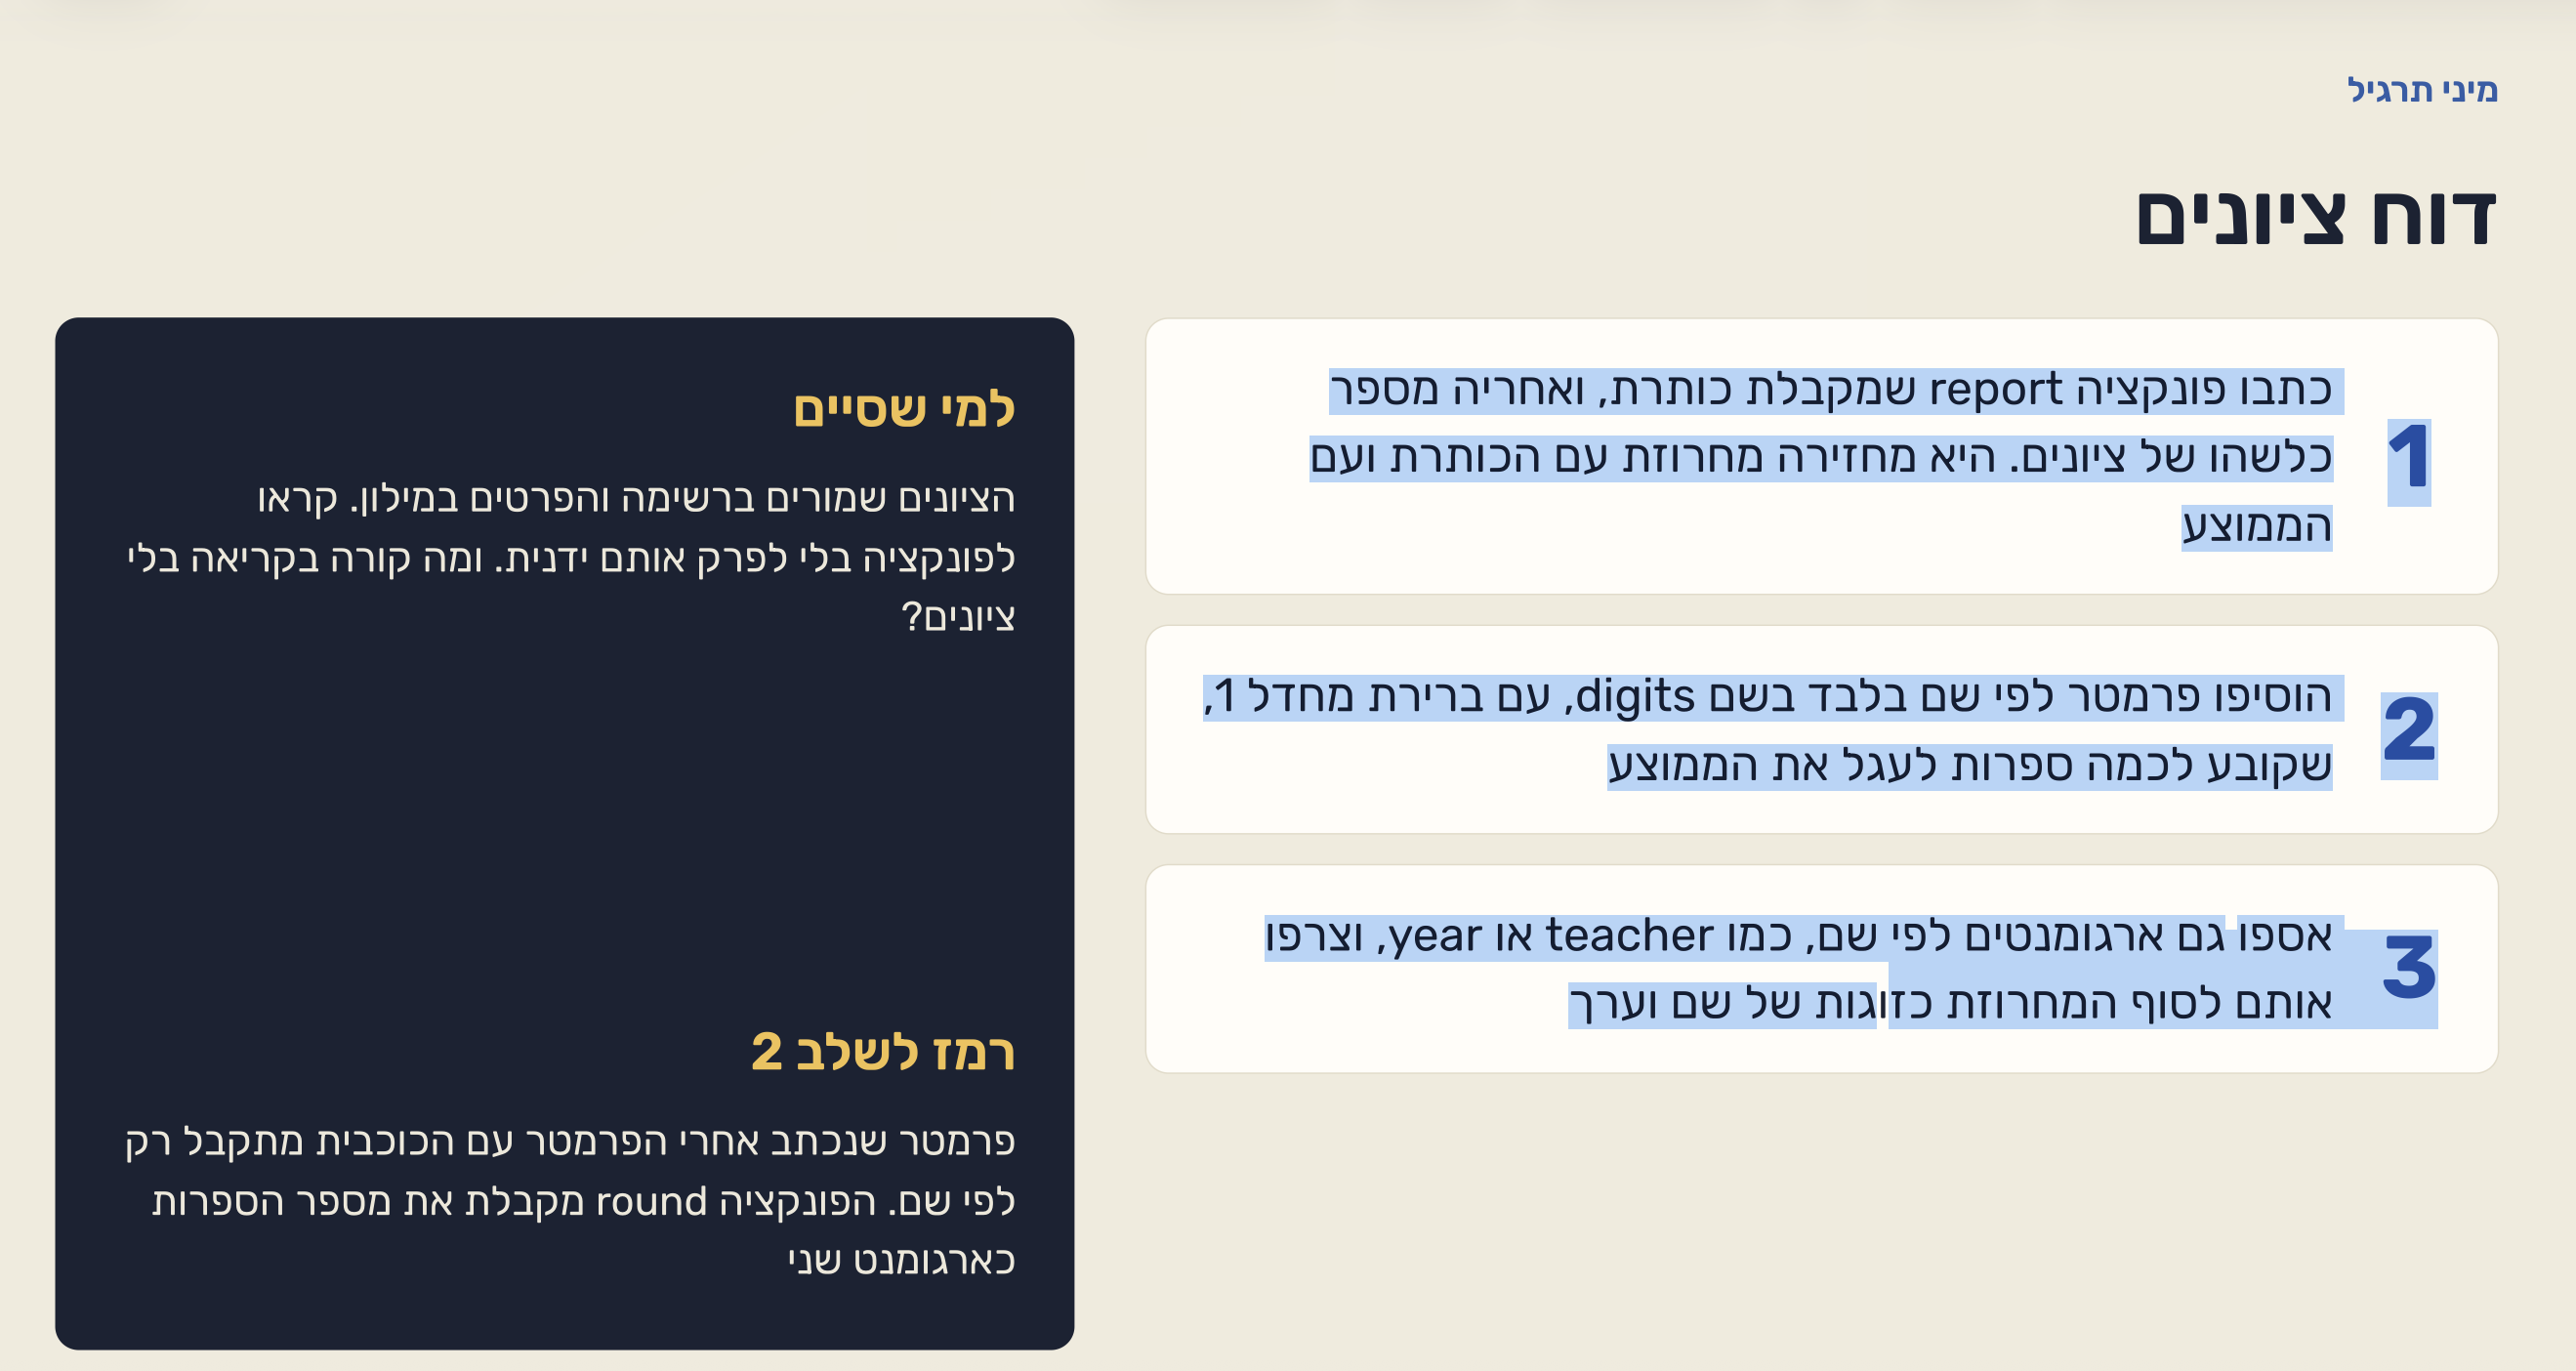 מיני תרגיל
דוח ציונים
1
כתבו פונקציה report שמקבלת כותרת, ואחריה מספר
כלשהו של ציונים. היא מחזירה מחרוזת עם הכותרת ועם
הממוצע
2
הוסיפו פרמטר לפי שם בלבד בשם digits, עם ברירת מחדל 1,
שקובע לכמה ספרות לעגל את הממוצע
3
אספו גם ארגומנטים לפי שם, כמו teacher או year, וצרפו
אותם לסוף המחרוזת כזוגות של שם וערך
למי שסיים
הציונים שמורים ברשימה והפרטים במילון. קראו
לפונקציה בלי לפרק אותם ידנית. ומה קורה בקריאה בלי
ציונים?
רמז לשלב 2
פרמטר שנכתב אחרי הפרמטר עם הכוכבית מתקבל רק
לפי שם. הפונקציה round מקבלת את מספר הספרות
כארגומנט שני